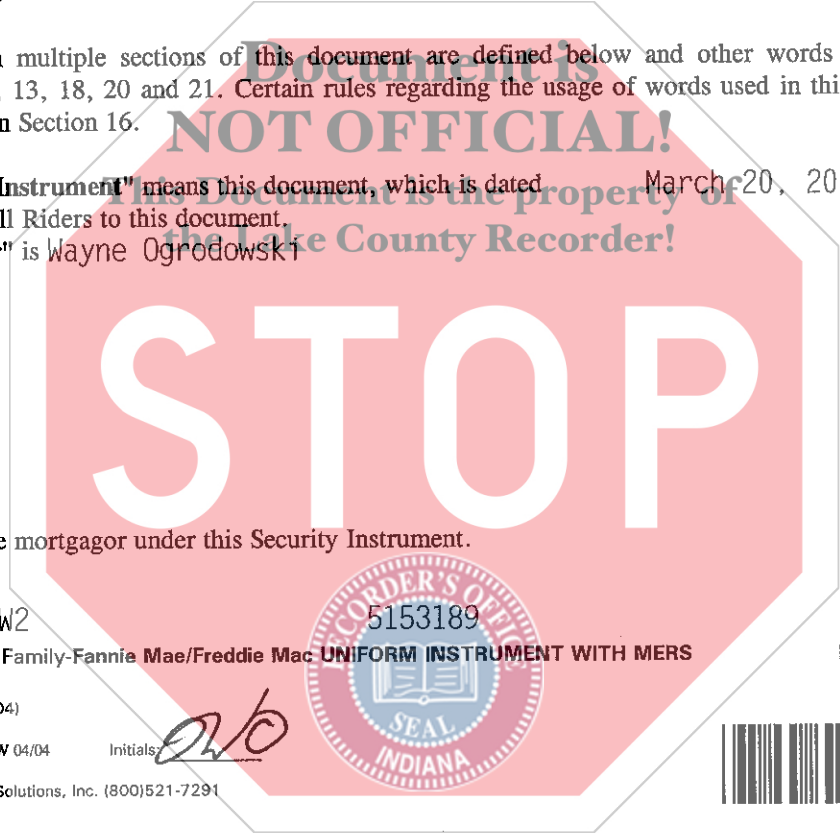 multiple sections of this document are defined below and other words
13, 18, 20 and 21. Certain rules regarding the usage of words used in thi
n Section 16.
Document is
NOT OFFICIAL!
This Document is the property of
the Lake County Recorder!
Instrument" means this document, which is dated March 20, 20
ll Riders to this document.
" is Wayne Ogrodowski
STOP
e mortgagor under this Security Instrument.
W2 5153189
Family-Fannie Mae/Freddie Mac UNIFORM INSTRUMENT WITH MERS
04)
W 04/04 Initials:
Solutions, Inc. (800)521-7291
RECORDER'S OFFICE
SEAL
INDIANA